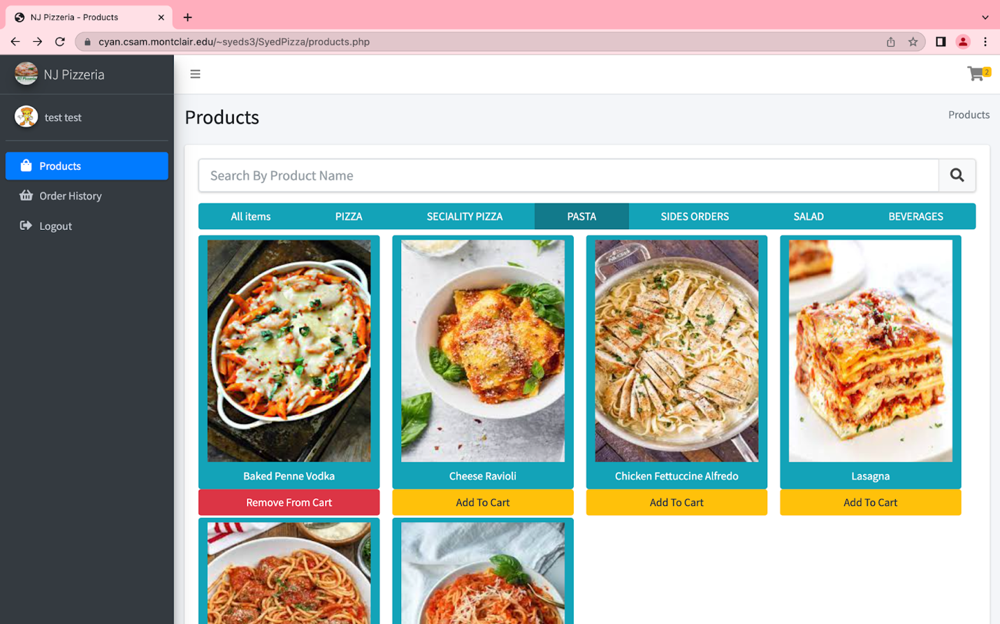 NJ Pizzeria - Products
cyan.csam.montclair.edu/~syeds3/SyedPizza/products.php
NJ Pizzeria
2
test test
Products
Products
Products
Order History
Logout
Search By Product Name
All items
PIZZA
SECIALITY PIZZA
PASTA
SIDES ORDERS
SALAD
BEVERAGES
Baked Penne Vodka
Cheese Ravioli
Chicken Fettuccine Alfredo
Lasagna
Remove From Cart
Add To Cart
Add To Cart
Add To Cart